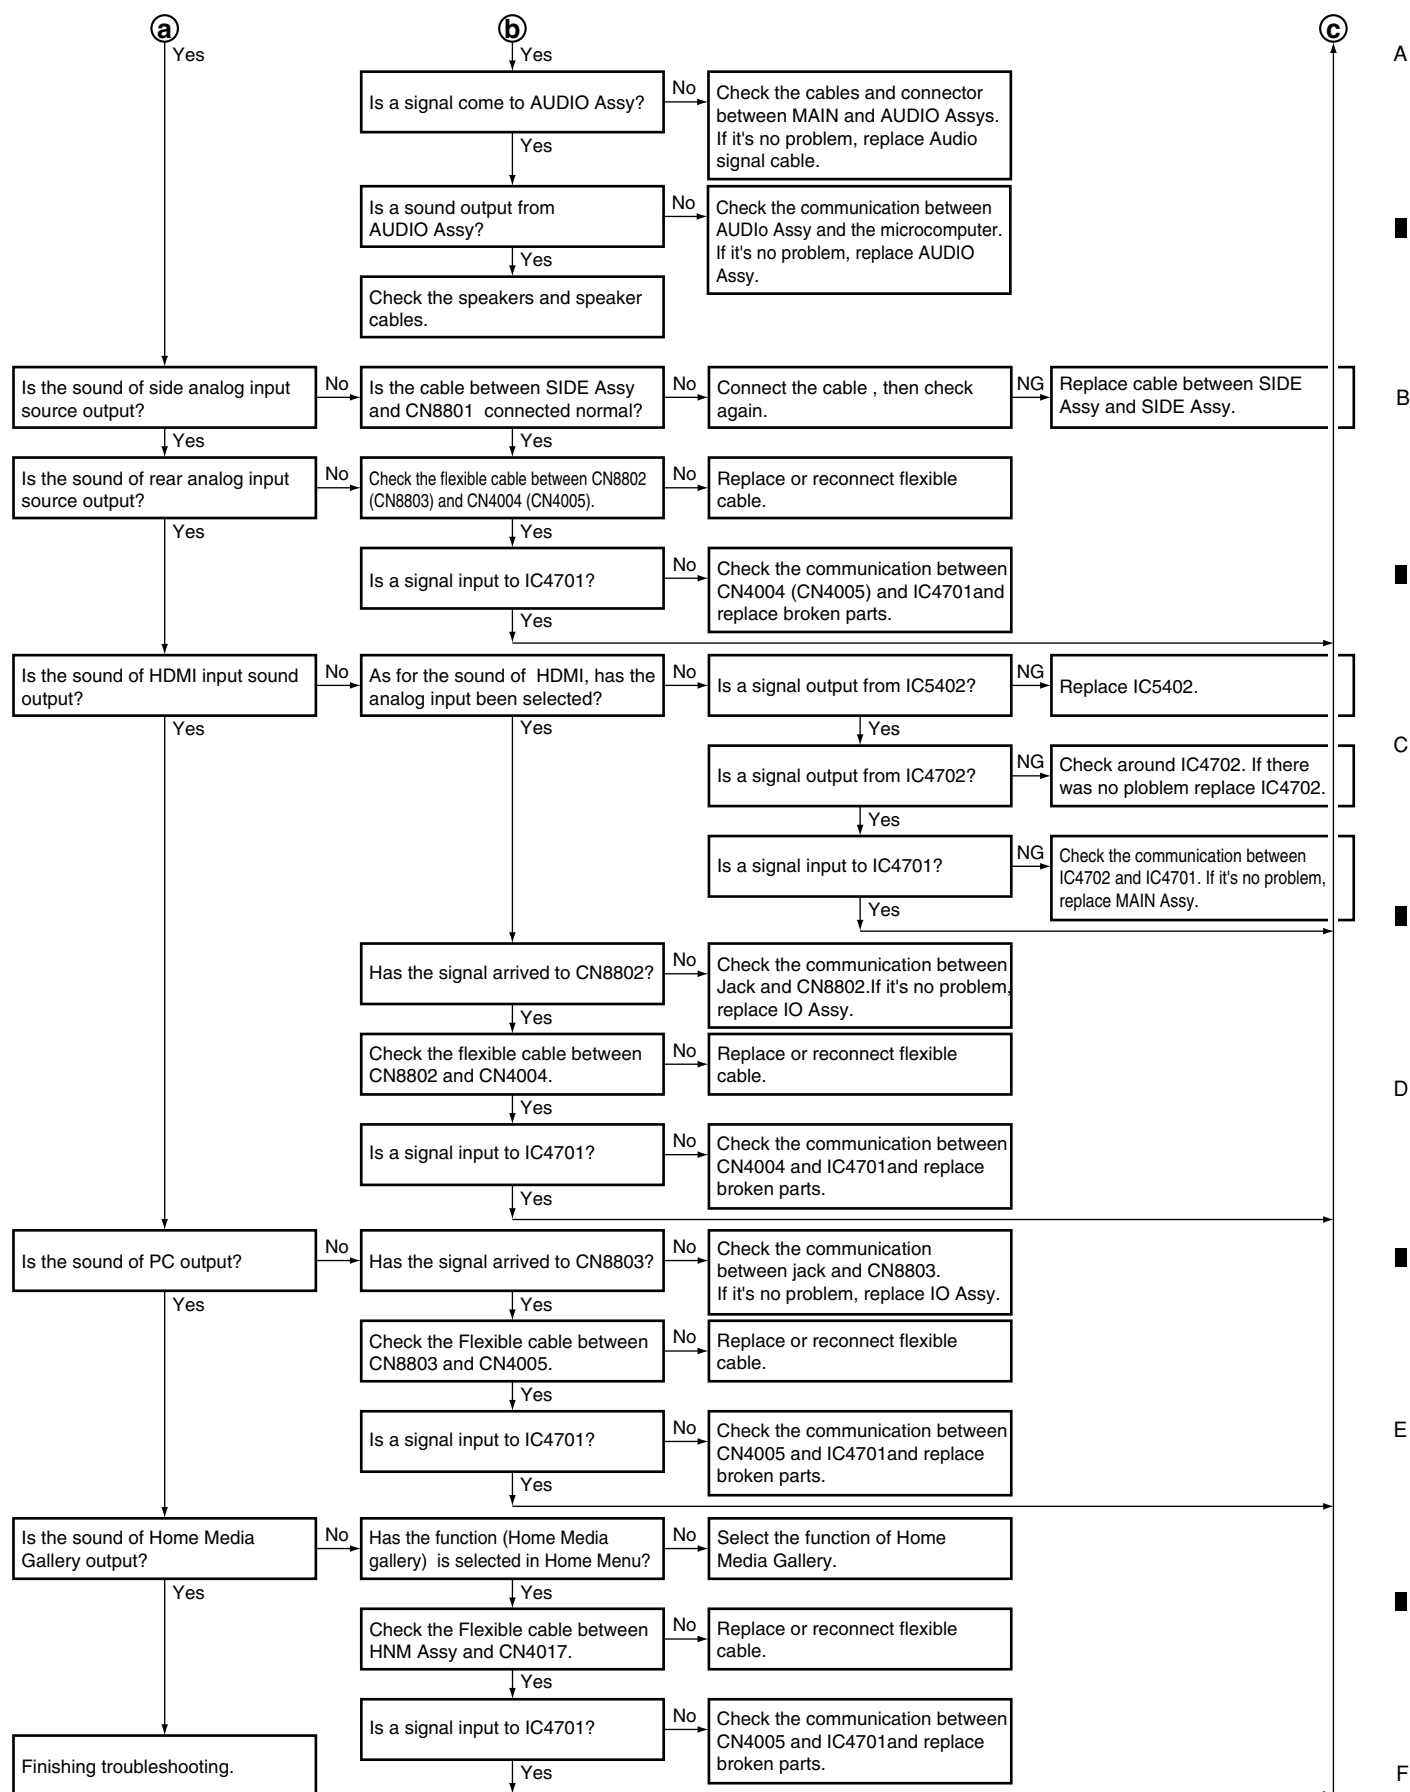 a
b
c
Yes
Yes
A
Is a signal come to AUDIO Assy?
No
Check the cables and connector
between MAIN and AUDIO Assys.
If it's no problem, replace Audio
signal cable.
Yes
Is a sound output from
AUDIO Assy?
No
Check the communication between
AUDIo Assy and the microcomputer.
If it's no problem, replace AUDIO
Assy.
Yes
Check the speakers and speaker
cables.
Is the sound of side analog input
source output?
No
Is the cable between SIDE Assy
and CN8801 connected normal?
No
Connect the cable , then check
again.
NG
Replace cable between SIDE
Assy and SIDE Assy.
B
Yes
Yes
Is the sound of rear analog input
source output?
No
Check the flexible cable between CN8802
(CN8803) and CN4004 (CN4005).
No
Replace or reconnect flexible
cable.
Yes
Yes
Is a signal input to IC4701?
No
Check the communication between
CN4004 (CN4005) and IC4701and
replace broken parts.
Yes
Is the sound of HDMI input sound
output?
No
As for the sound of HDMI, has the
analog input been selected?
No
Is a signal output from IC5402?
NG
Replace IC5402.
Yes
Yes
Yes
C
Is a signal output from IC4702?
NG
Check around IC4702. If there
was no ploblem replace IC4702.
Yes
Is a signal input to IC4701?
NG
Check the communication between
IC4702 and IC4701. If it's no problem,
replace MAIN Assy.
Yes
Has the signal arrived to CN8802?
No
Check the communication between
Jack and CN8802.If it's no problem,
replace IO Assy.
Yes
Check the flexible cable between
CN8802 and CN4004.
No
Replace or reconnect flexible
cable.
D
Yes
Is a signal input to IC4701?
No
Check the communication between
CN4004 and IC4701and replace
broken parts.
Yes
Is the sound of PC output?
No
Has the signal arrived to CN8803?
No
Check the communication
between jack and CN8803.
If it's no problem, replace IO Assy.
Yes
Yes
Check the Flexible cable between
CN8803 and CN4005.
No
Replace or reconnect flexible
cable.
Yes
Is a signal input to IC4701?
No
Check the communication between
CN4005 and IC4701and replace
broken parts.
E
Yes
Is the sound of Home Media
Gallery output?
No
Has the function (Home Media
gallery) is selected in Home Menu?
No
Select the function of Home
Media Gallery.
Yes
Yes
Check the Flexible cable between
HNM Assy and CN4017.
No
Replace or reconnect flexible
cable.
Yes
Is a signal input to IC4701?
No
Check the communication between
CN4005 and IC4701and replace
broken parts.
Finishing troubleshooting.
Yes
F